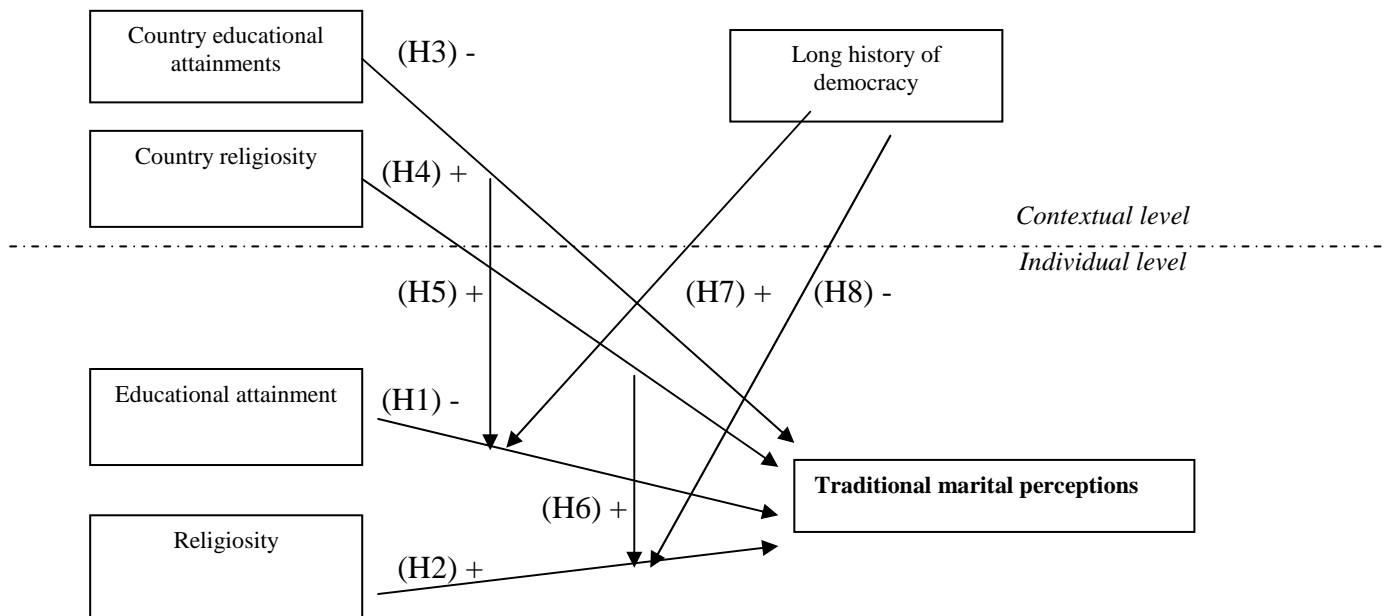 Country educational
attainments
(H3) -
Long history of
democracy
Country religiosity
(H4) +
Contextual level
Individual level
(H5) +
(H7) +
(H8) -
Educational attainment
(H1) -
Traditional marital perceptions
(H6) +
Religiosity
(H2) +